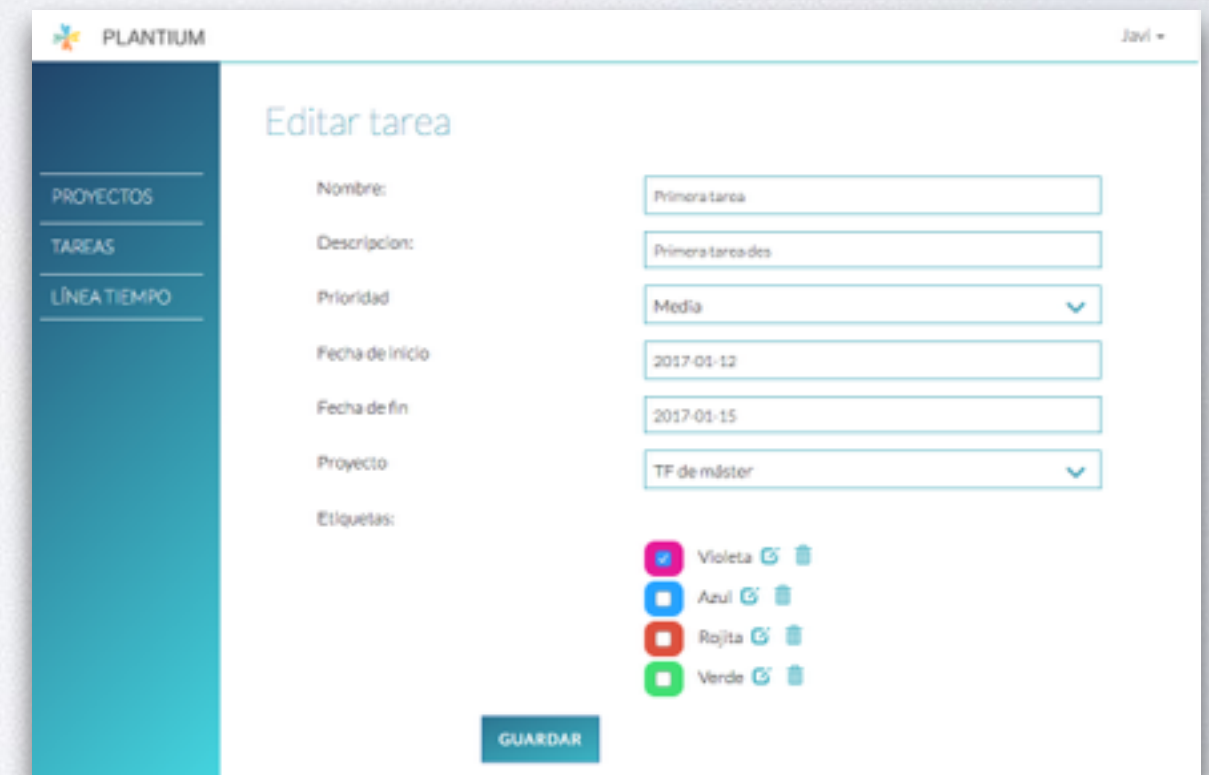 PLANTIUM
Javi
Editar tarea
PROYECTOS
TAREAS
LÍNEA TIEMPO
Nombre:
Primera tarea
Descripcion:
Primera tarea des
Prioridad
Media
Fecha de inicio
2017-01-12
Fecha de fin
2017-01-15
Proyecto
TF de máster
Etiquetas:
Violeta
Azul
Rojita
Verde
GUARDAR